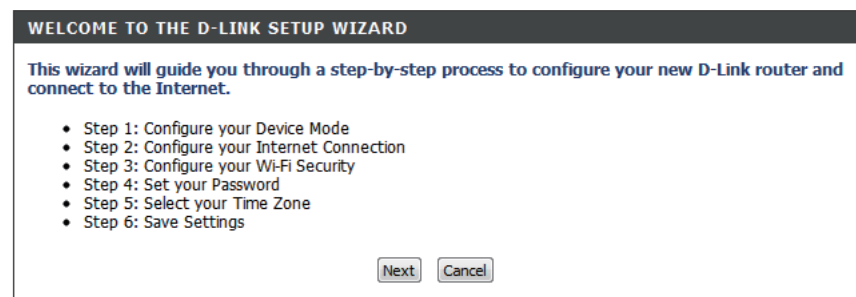 WELCOME TO THE D-LINK SETUP WIZARD
This wizard will guide you through a step-by-step process to configure your new D-Link router and
connect to the Internet.
• Step 1: Configure your Device Mode
• Step 2: Configure your Internet Connection
• Step 3: Configure your Wi-Fi Security
• Step 4: Set your Password
• Step 5: Select your Time Zone
• Step 6: Save Settings
Next Cancel